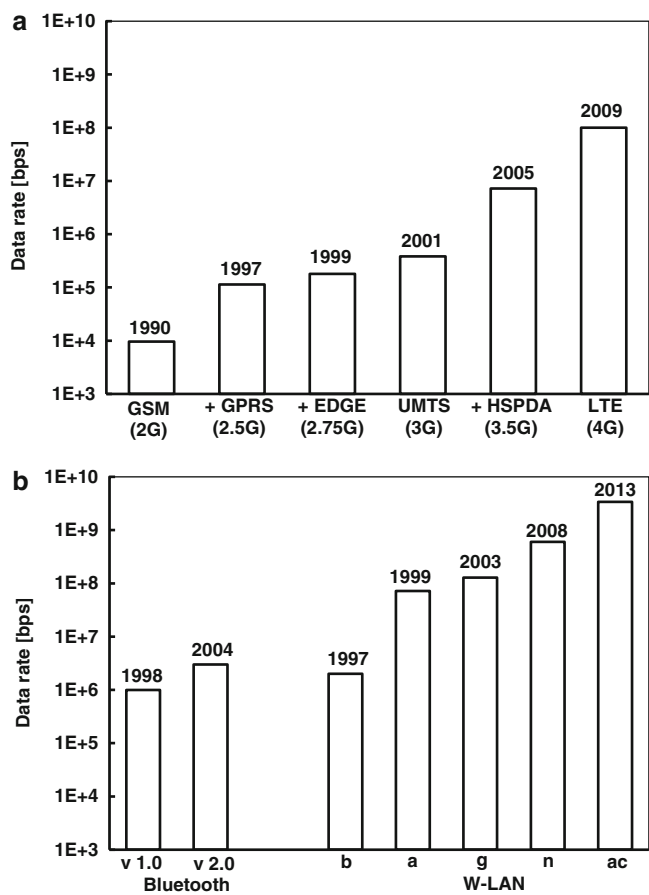 a
1E+10
1E+9
1E+8
1E+7
1E+6
1E+5
1E+4
1E+3
Data rate [bps]
1990
1997
1999
2001
2005
2009
GSM + GPRS + EDGE UMTS + HSPDA LTE
(2G) (2.5G) (2.75G) (3G) (3.5G) (4G)
b
1E+10
1E+9
1E+8
1E+7
1E+6
1E+5
1E+4
1E+3
Data rate [bps]
1998
2004
1997
1999
2003
2008
2013
v 1.0 v 2.0 b a g n ac
Bluetooth W-LAN